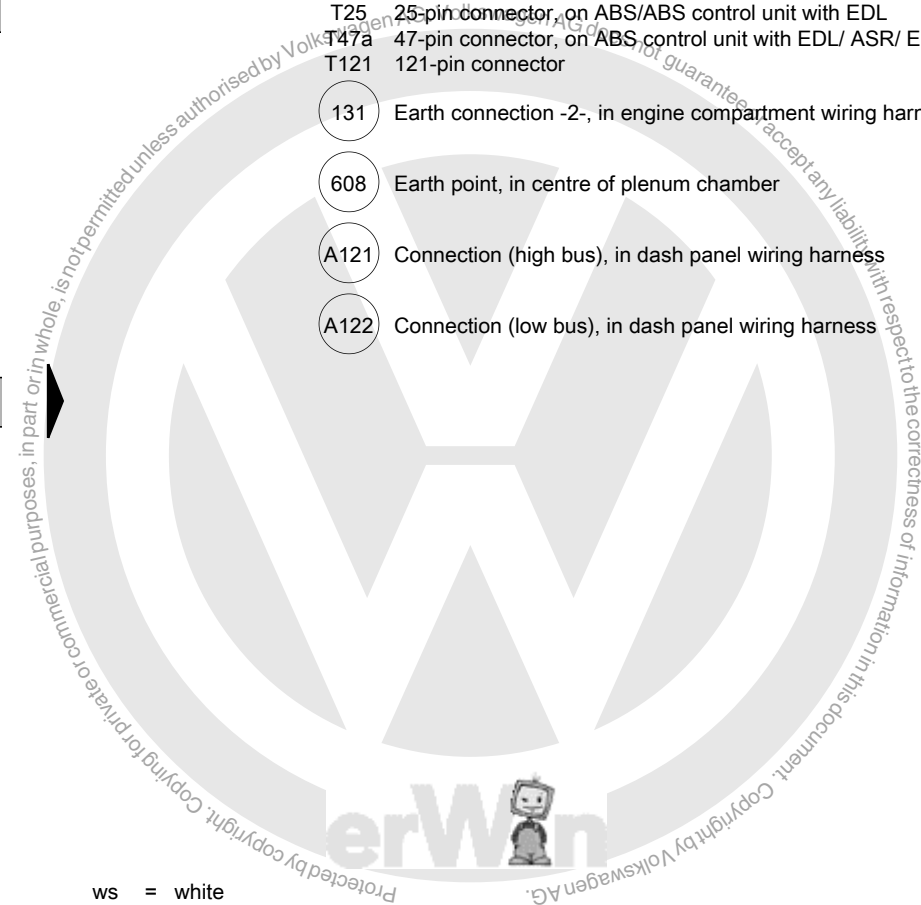 T25 25-pin connector, on ABS/ABS control unit with EDL
T47a 47-pin connector, on ABS control unit with EDL/ ASR/ E
T121 121-pin connector
131 Earth connection -2-, in engine compartment wiring harr
608 Earth point, in centre of plenum chamber
A121 Connection (high bus), in dash panel wiring harness
A122 Connection (low bus), in dash panel wiring harness
Protected by copyright. Copying for private or commercial purposes, in part or in whole, is not permitted unless authorised by Volkswagen AG. Volkswagen AG does not guarantee or accept any liability with respect to the correctness of information in this document. Copyright by Volkswagen AG.
erWin
ws = white